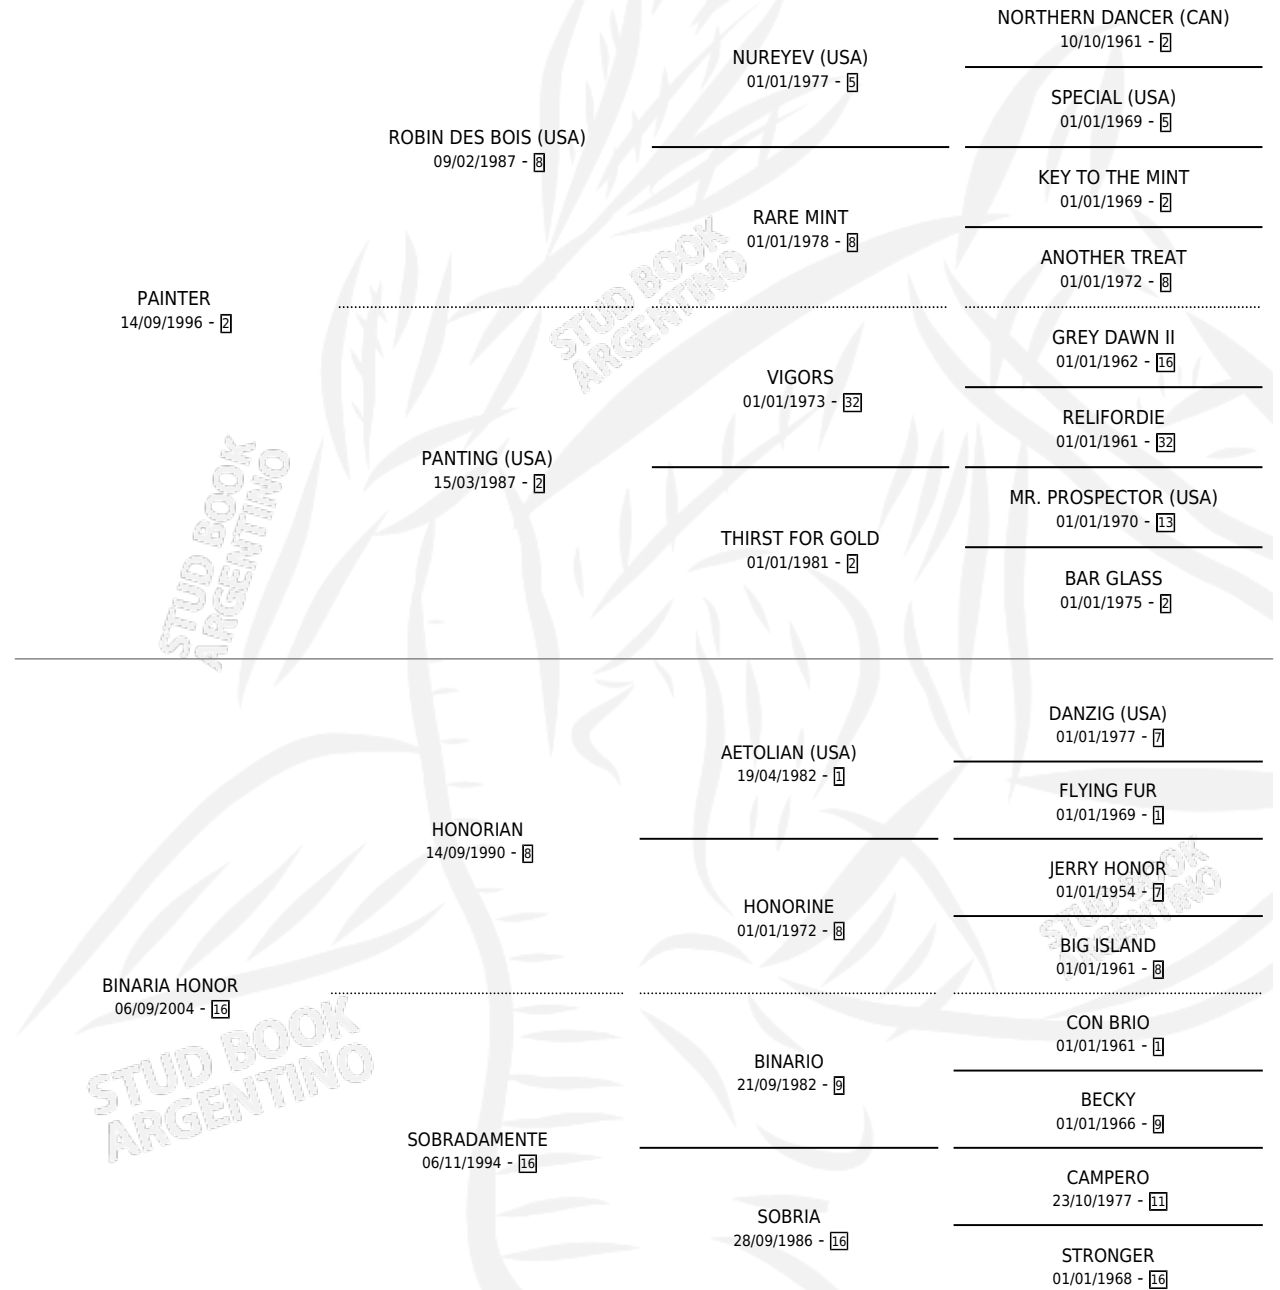 NORTHERN DANCER (CAN)
10/10/1961 - 2
NUREYEV (USA)
01/01/1977 - 5
SPECIAL (USA)
01/01/1969 - 5
ROBIN DES BOIS (USA)
09/02/1987 - 8
KEY TO THE MINT
01/01/1969 - 2
RARE MINT
01/01/1978 - 8
ANOTHER TREAT
01/01/1972 - 8
PAINTER
14/09/1996 - 2
GREY DAWN II
01/01/1962 - 16
VIGORS
01/01/1973 - 32
RELIFORDIE
01/01/1961 - 32
PANTING (USA)
15/03/1987 - 2
MR. PROSPECTOR (USA)
01/01/1970 - 13
THIRST FOR GOLD
01/01/1981 - 2
BAR GLASS
01/01/1975 - 2
DANZIG (USA)
01/01/1977 - 7
AETOLIAN (USA)
19/04/1982 - 1
FLYING FUR
01/01/1969 - 1
HONORIAN
14/09/1990 - 8
JERRY HONOR
01/01/1954 - 7
HONORINE
01/01/1972 - 8
BIG ISLAND
01/01/1961 - 8
BINARIA HONOR
06/09/2004 - 16
CON BRIO
01/01/1961 - 1
BINARIO
21/09/1982 - 9
BECKY
01/01/1966 - 9
SOBRADAMENTE
06/11/1994 - 16
CAMPERO
23/10/1977 - 11
SOBRIA
28/09/1986 - 16
STRONGER
01/01/1968 - 16
STUD BOOK
ARGENTINO
STUD BOOK
ARGENTINO
STUD BOOK
ARGENTINO
STUD BOOK
ARGENTINO